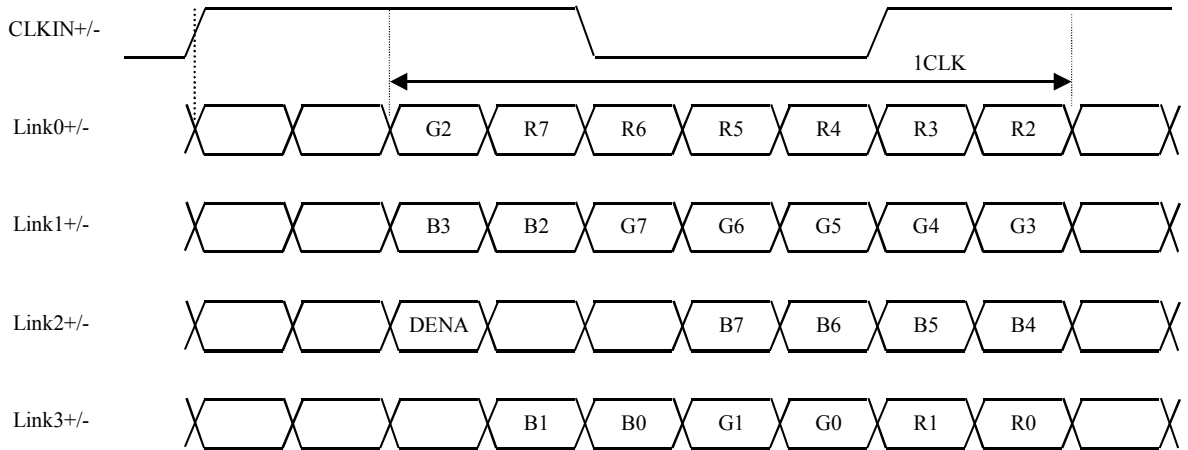 CLKIN+/-
1CLK
Link0+/- G2 R7 R6 R5 R4 R3 R2
Link1+/- B3 B2 G7 G6 G5 G4 G3
Link2+/- DENA B7 B6 B5 B4
Link3+/- B1 B0 G1 G0 R1 R0